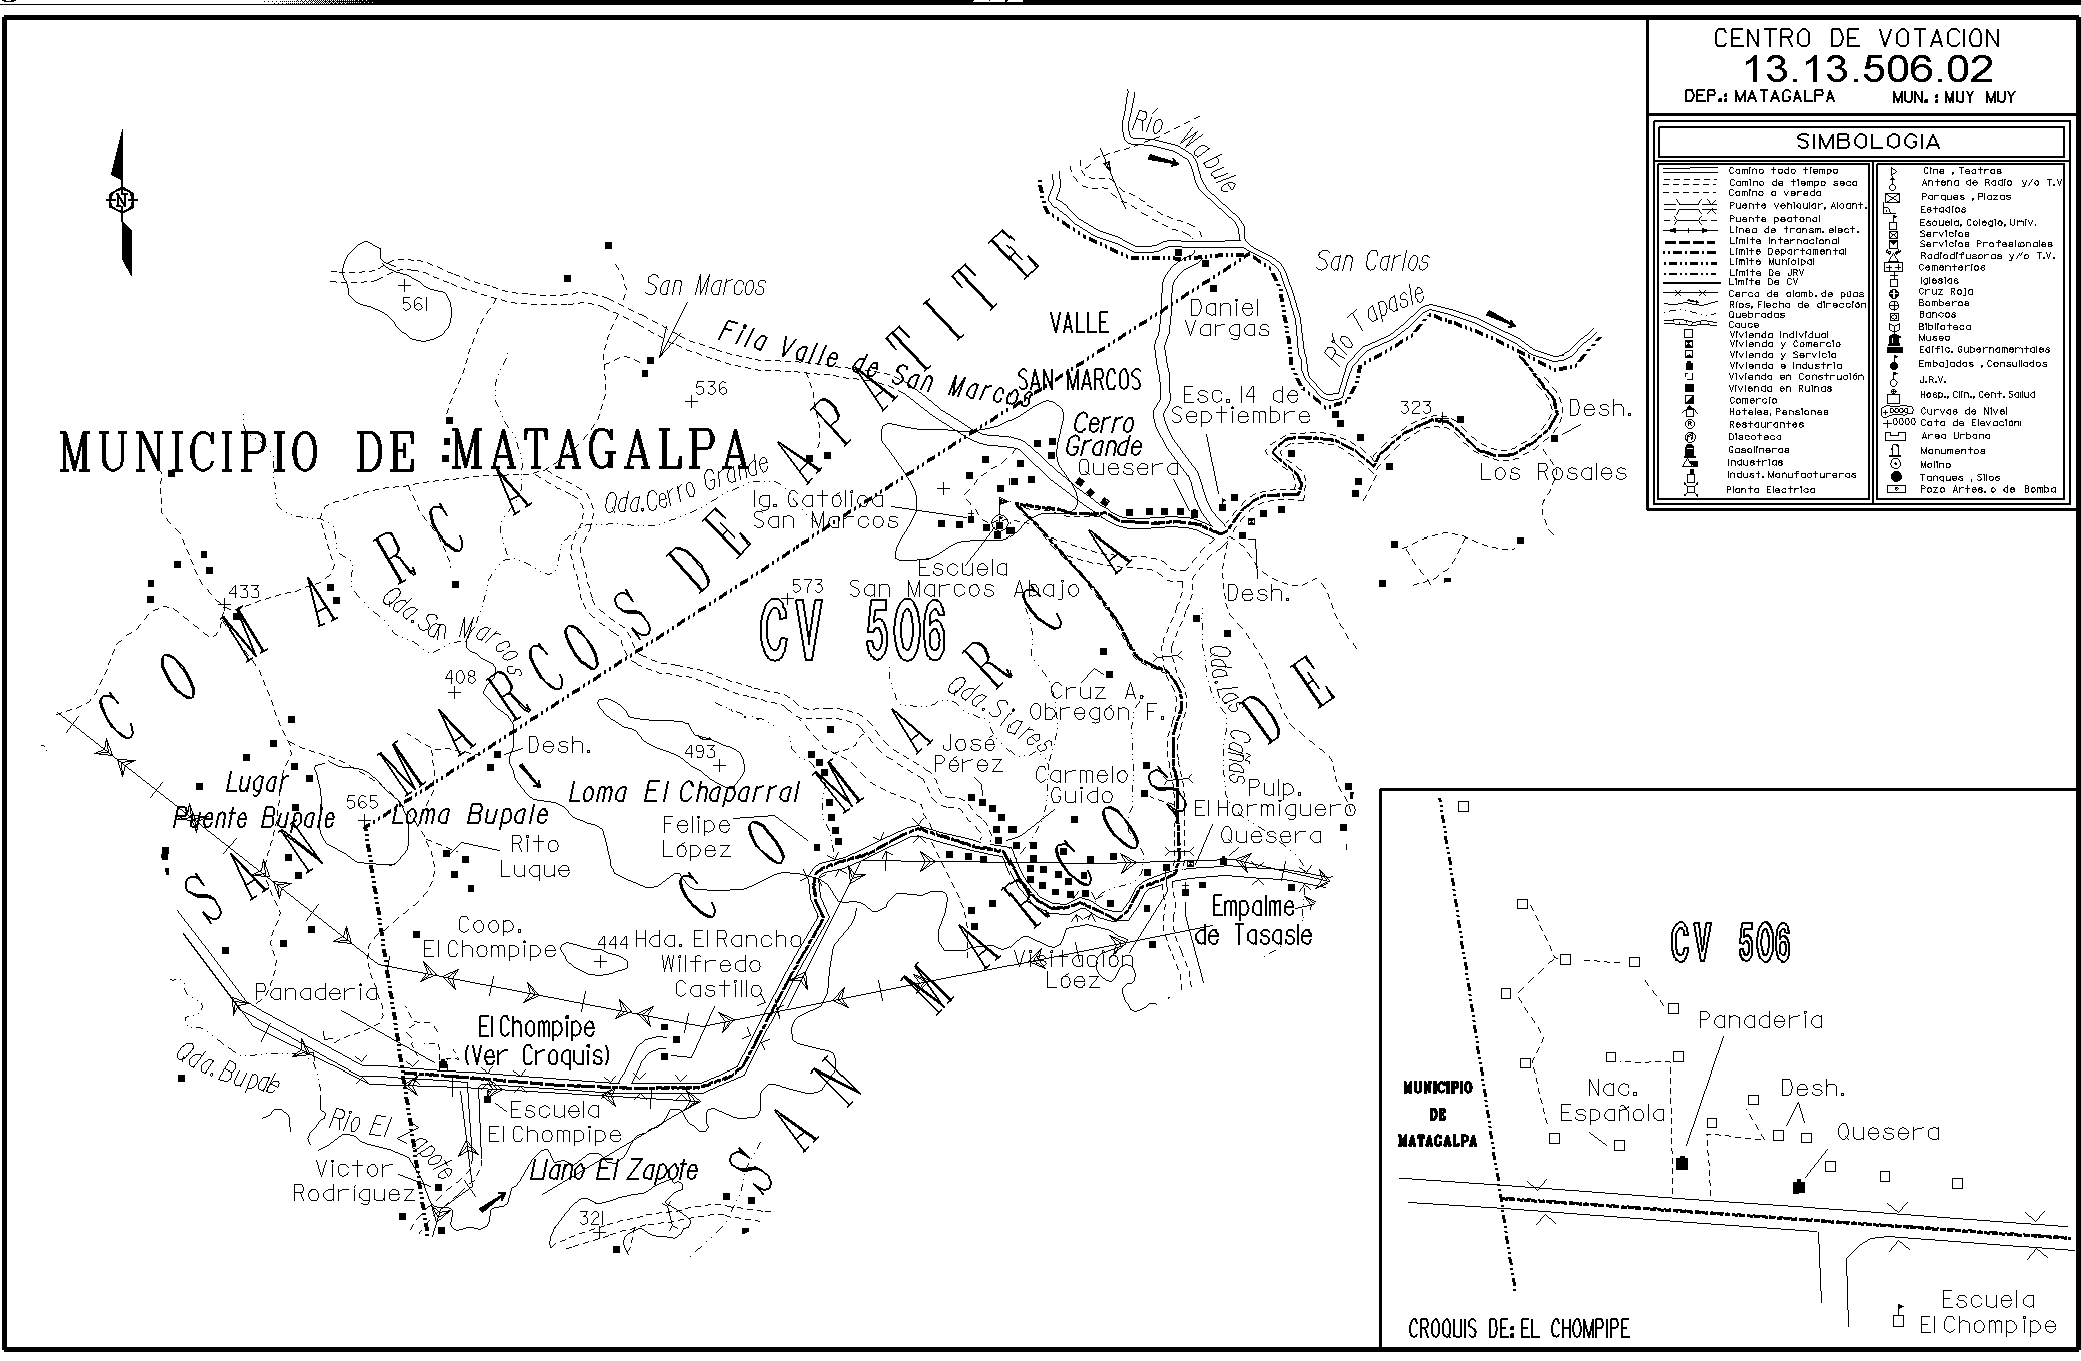 CENTRO DE VOTACION
13.13.506.02
DEP.: MATAGALPA MUN.: MUY MUY
SIMBOLOGIA
Camino todo tiempo
Camino de tiempo seco
Camino o vereda
Puente vehicular, Alcant.
Puente peatonal
Linea de transm. elect.
Limite Internacional
Limite Departamental
Limite Municipal
Limite De JRV
Limite De CV
Cerca de alamb. de puas
Rios, Flecha de dirección
Quebradas
Cauce
Vivienda Individual
Vivienda y Comercio
Vivienda y Servicio
Vivienda e Industria
Vivienda en Construción
Vivienda en Ruinas
Comercio
Hoteles, Pensiones
Restaurantes
Discoteca
Gasolineras
Industrias
Indust. Manufactureras
Planta Electrica
Cine , Teatros
Antena de Radio y/o T.V
Parques , Plazas
Estadios
Escuela, Colegio, Univ.
Servicios
Servicios Profesionales
Radiodifusoras y/o T.V.
Cementerios
Iglesias
Cruz Roja
Bomberos
Bancos
Biblioteca
Museo
Edific. Gubernamentales
Embajadas , Consulados
J.R.V.
Hosp., Clin., Cent. Salud
Curvas de Nivel
+0000 Cota de Elevación
Area Urbana
Monumentos
Molino
Tanques , Silos
Pozo Artes. o de Bomba
N
Río Wabule
San Carlos
561
San Marcos
Fila Valle de San Marcos
VALLE
SAN MARCOS
Daniel
Vargas
Río Tapasle
536
Esc. 14 de
Septiembre
323
Desh.
Los Rosales
Cerro
Grande
Quesera
MUNICIPIO DE MATAGALPA
Qda. Cerro Grande
Ig. Católica
San Marcos
Escuela
San Marcos Abajo
Desh.
573
CV 506
433
Qda. San Marcos
408
COMARCA
SAN MARCOS DE APATITE
COMARCA DE
SAN MARCOS
COMARCA
SAN MARCOS
Cruz A.
Obregón F.
Qda. Siares
Qda. Las Cañas
José
Pérez
Carmelo
Guido
Pulp.
El Hormiguero
Quesera
Desh.
493
Loma El Chaparral
Lugar
Puente Bupale
565
Loma Bupale
Rito
Luque
Felipe
López
Empalme
de Tasasle
Coop.
El Chompipe
444
Hda. El Rancho
Wilfredo
Castillo
Visitación
Lóez
Panaderia
El Chompipe
(Ver Croquis)
Qda. Bupale
Río El Zapote
Escuela
El Chompipe
Victor
Rodríguez
Llano El Zapote
321
CV 506
Panaderia
MUNICIPIO
DE
MATAGALPA
Nac.
Española
Desh.
Quesera
Escuela
El Chompipe
CROQUIS DE: EL CHOMPIPE